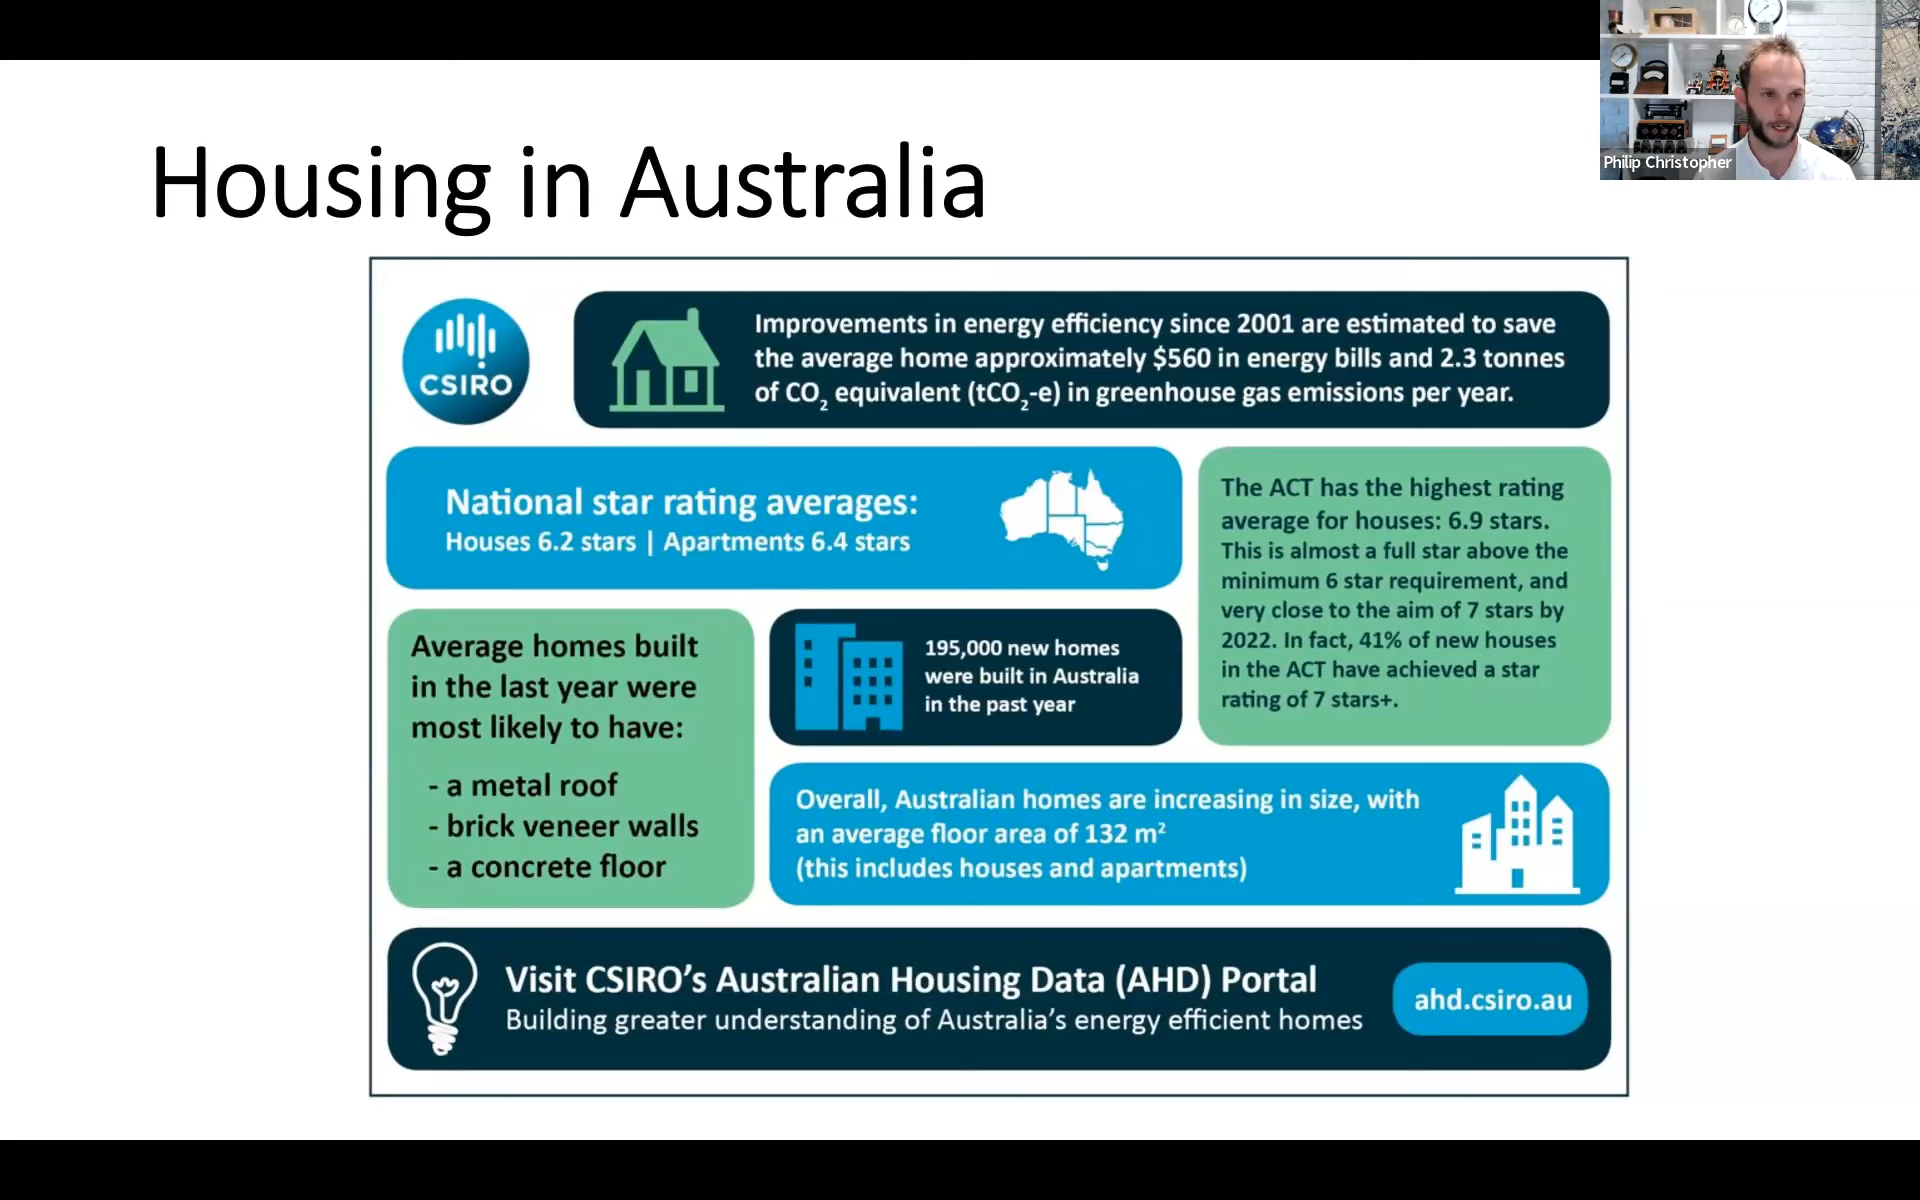 Philip Christopher
Housing in Australia
CSIRO
Improvements in energy efficiency since 2001 are estimated to save
the average home approximately $560 in energy bills and 2.3 tonnes
of CO₂ equivalent (tCO₂-e) in greenhouse gas emissions per year.
National star rating averages:
Houses 6.2 stars | Apartments 6.4 stars
The ACT has the highest rating
average for houses: 6.9 stars.
This is almost a full star above the
minimum 6 star requirement, and
very close to the aim of 7 stars by
2022. In fact, 41% of new houses
in the ACT have achieved a star
rating of 7 stars+.
Average homes built
in the last year were
most likely to have:
- a metal roof
- brick veneer walls
- a concrete floor
195,000 new homes
were built in Australia
in the past year
Overall, Australian homes are increasing in size, with
an average floor area of 132 m²
(this includes houses and apartments)
Visit CSIRO’s Australian Housing Data (AHD) Portal
Building greater understanding of Australia’s energy efficient homes
ahd.csiro.au